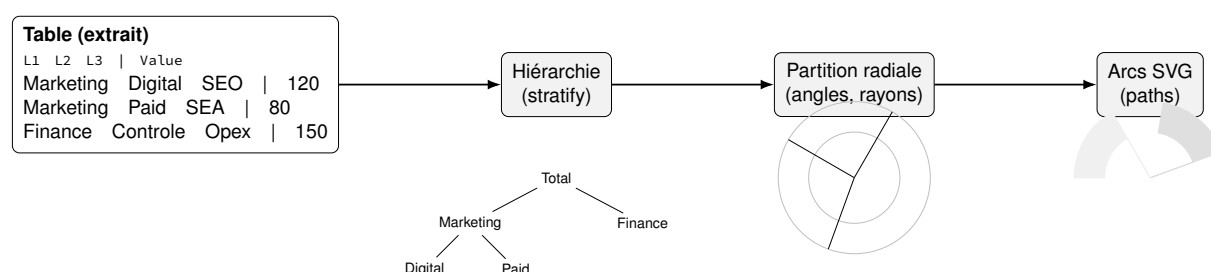 Table (extrait)
L1 L2 L3 | Value
Marketing Digital SEO | 120
Marketing Paid SEA | 80
Finance Controle Opex | 150
Hiérarchie
(stratify)
Partition radiale
(angles, rayons)
Arcs SVG
(paths)
Total
Marketing
Finance
Digital
Paid